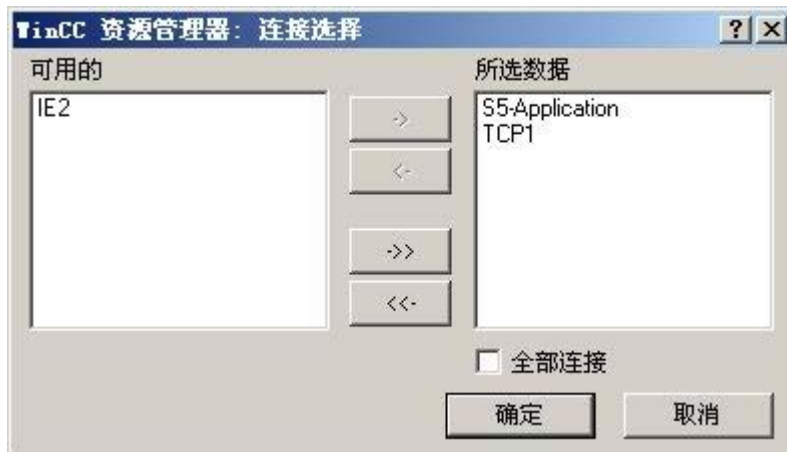 WinCC 资源管理器: 连接选择
可用的
所选数据
IE2
S5-Application
TCP1
->
<-
->>
<<-
全部连接
确定
取消